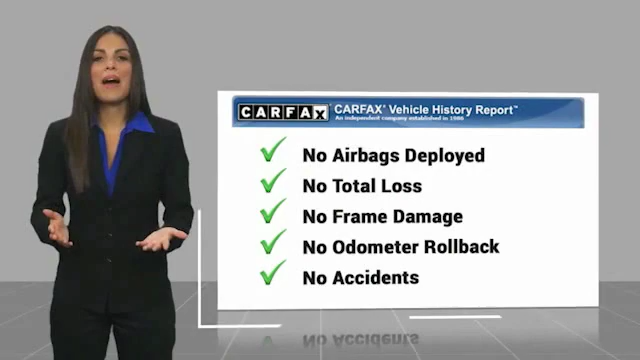 CARFAX CARFAX® Vehicle History Report™
An independent company established in 1986
No Airbags Deployed
No Total Loss
No Frame Damage
No Odometer Rollback
No Accidents